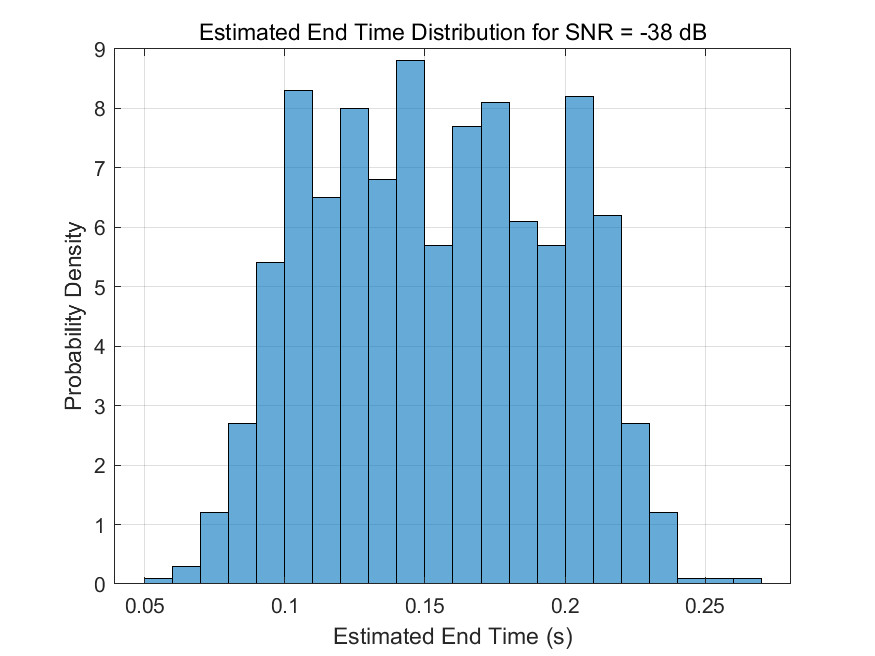 Estimated End Time Distribution for SNR = -38 dB
9
8
7
6
5
4
3
2
1
0
Probability Density
0.05 0.1 0.15 0.2 0.25
Estimated End Time (s)